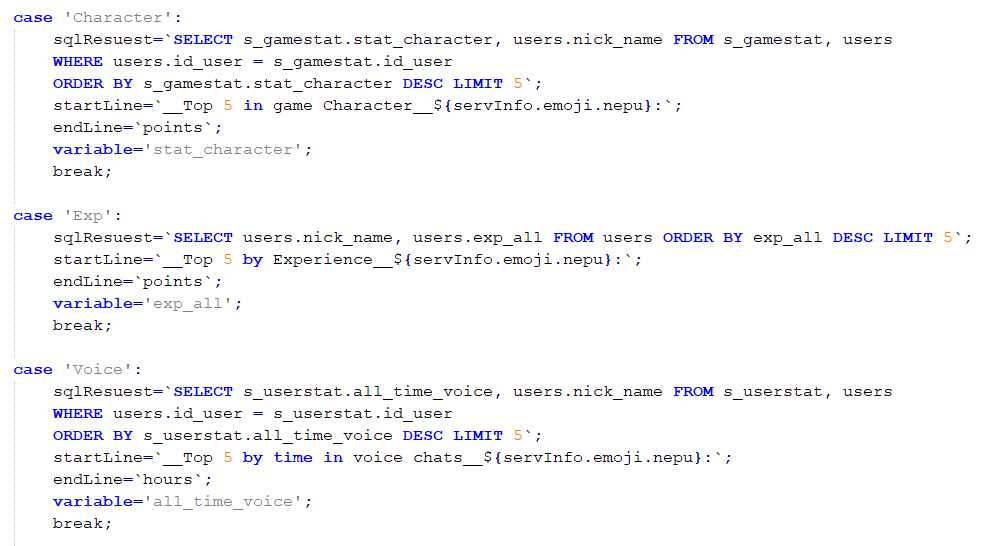 case 'Character':
    sqlResuest=`SELECT s_gamestat.stat_character, users.nick_name FROM s_gamestat, users
    WHERE users.id_user = s_gamestat.id_user
    ORDER BY s_gamestat.stat_character DESC LIMIT 5`;
    startLine=`__Top 5 in game Character__${servInfo.emoji.nepu}:`;
    endLine=`points`;
    variable='stat_character';
    break;
case 'Exp':
    sqlResuest=`SELECT users.nick_name, users.exp_all FROM users ORDER BY exp_all DESC LIMIT 5`;
    startLine=`__Top 5 by Experience__${servInfo.emoji.nepu}:`;
    endLine=`points`;
    variable='exp_all';
    break;
case 'Voice':
    sqlResuest=`SELECT s_userstat.all_time_voice, users.nick_name FROM s_userstat, users
    WHERE users.id_user = s_userstat.id_user
    ORDER BY s_userstat.all_time_voice DESC LIMIT 5`;
    startLine=`__Top 5 by time in voice chats__${servInfo.emoji.nepu}:`;
    endLine=`hours`;
    variable='all_time_voice';
    break;